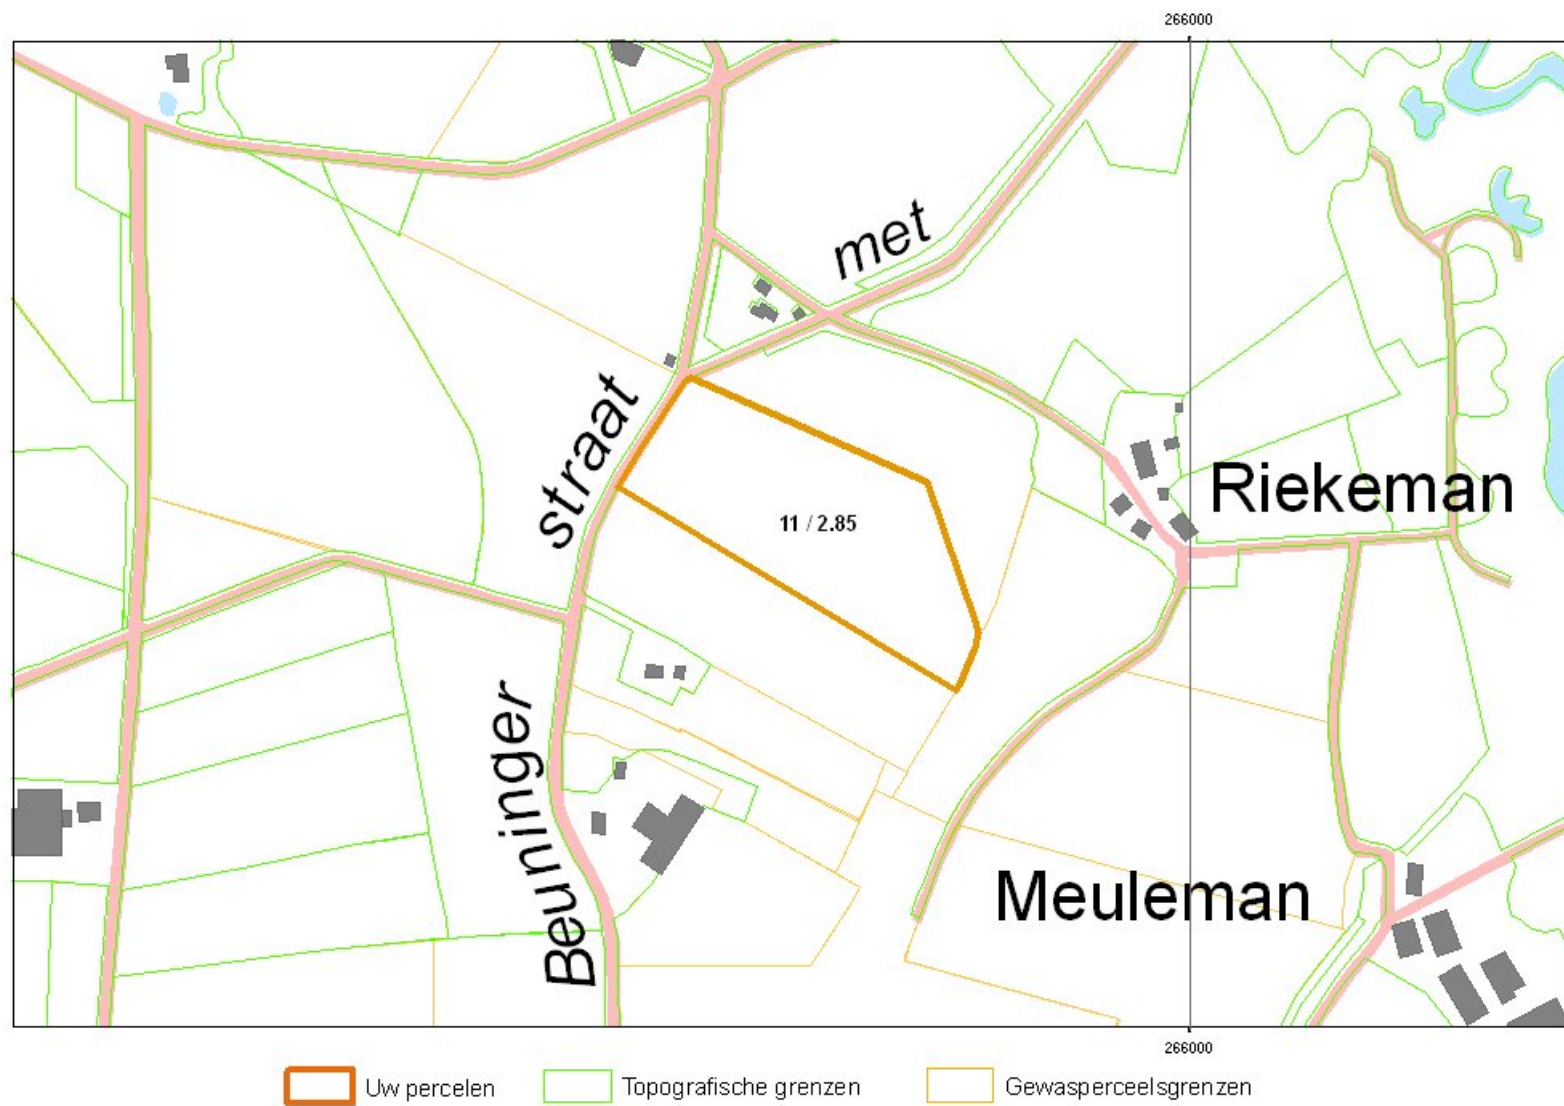 266000
met
straat
Riekeman
11 / 2.85
Beuninger
Meuleman
266000
Uw percelen
Topografische grenzen
Gewasperceelsgrenzen